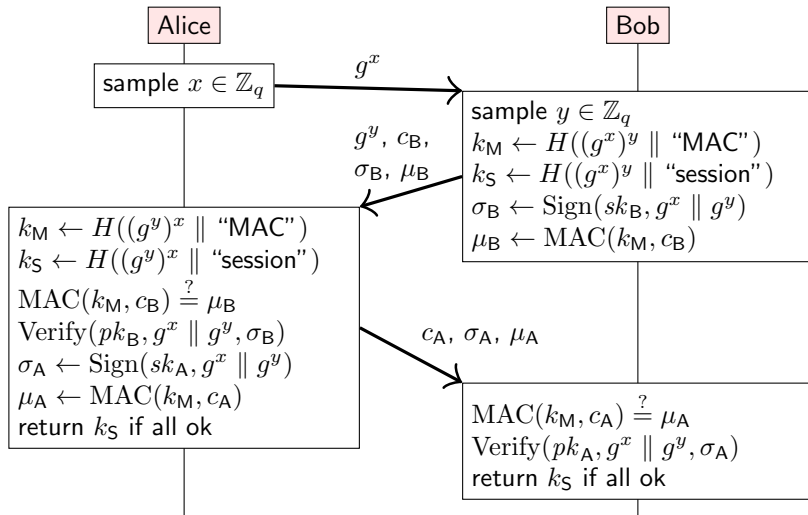 Alice
Bob
sample x ∈ ℤ_q
g^x
sample y ∈ ℤ_q
k_M ← H((g^x)^y ∥ “MAC”)
k_S ← H((g^x)^y ∥ “session”)
σ_B ← Sign(sk_B, g^x ∥ g^y)
μ_B ← MAC(k_M, c_B)
g^y, c_B,
σ_B, μ_B
k_M ← H((g^y)^x ∥ “MAC”)
k_S ← H((g^y)^x ∥ “session”)
MAC(k_M, c_B) ≟ μ_B
Verify(pk_B, g^x ∥ g^y, σ_B)
σ_A ← Sign(sk_A, g^x ∥ g^y)
μ_A ← MAC(k_M, c_A)
return k_S if all ok
c_A, σ_A, μ_A
MAC(k_M, c_A) ≟ μ_A
Verify(pk_A, g^x ∥ g^y, σ_A)
return k_S if all ok